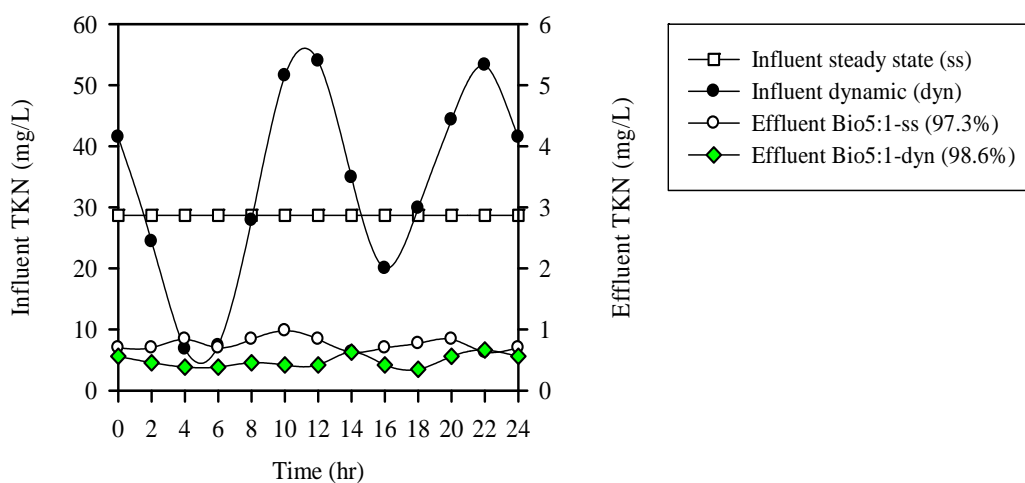 60
50
40
30
20
10
0
Influent TKN (mg/L)
6
5
4
3
2
1
0
Effluent TKN (mg/L)
0 2 4 6 8 10 12 14 16 18 20 22 24
Time (hr)
Influent steady state (ss)
Influent dynamic (dyn)
Effluent Bio5:1-ss (97.3%)
Effluent Bio5:1-dyn (98.6%)